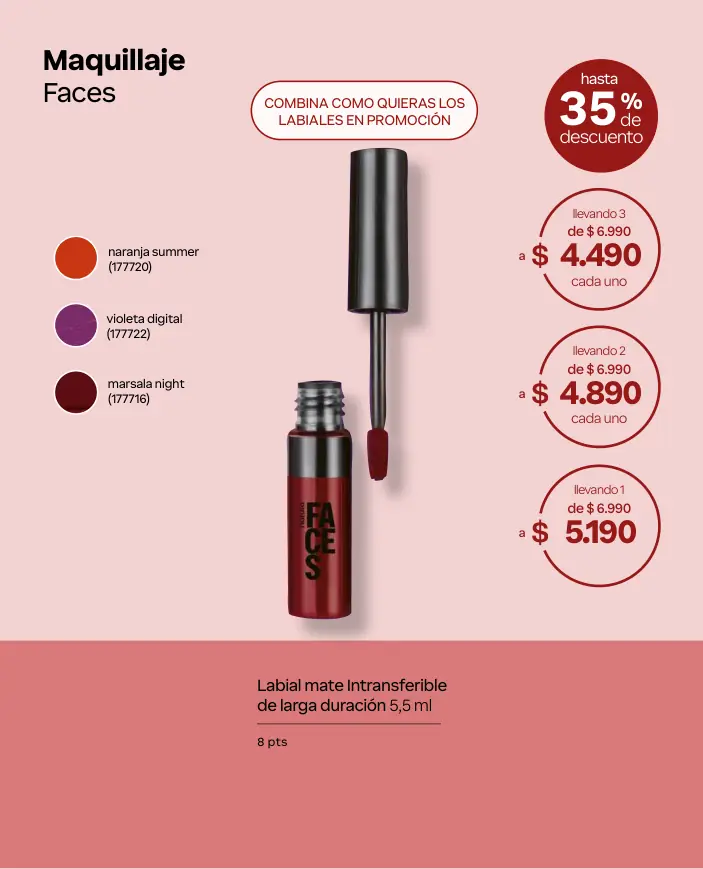 Maquillaje
Faces
COMBINA COMO QUIERAS LOS
LABIALES EN PROMOCIÓN
hasta
35%
de
descuento
naranja summer
(177720)
violeta digital
(177722)
marsala night
(177716)
llevando 3
de $ 6.990
a $ 4.490
cada uno
llevando 2
de $ 6.990
a $ 4.890
cada uno
llevando 1
de $ 6.990
a $ 5.190
FA
CE
S
Labial mate Intransferible
de larga duración 5,5 ml
8 pts